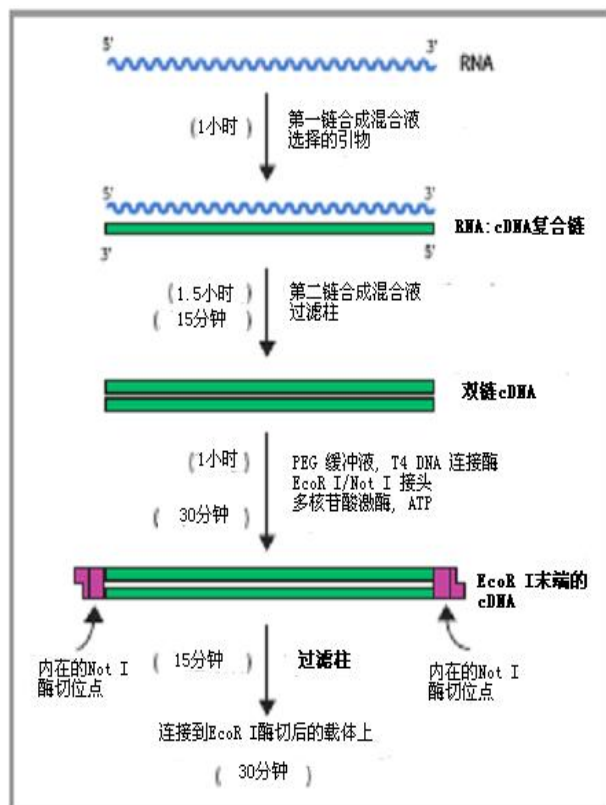 5'
3'
RNA
(1小时)
第一链合成混合液
选择的引物
5'
3'
RNA:cDNA复合链
3'
5'
(1.5小时)
第二链合成混合液
( 15分钟 )
过滤柱
双链cDNA
(1小时)
PEG 缓冲液, T4 DNA 连接酶
EcoR I/Not I 接头
多核苷酸激酶, ATP
( 30分钟 )
EcoR I末端的
cDNA
内在的Not I
酶切位点
( 15分钟 )
过滤柱
内在的Not I
酶切位点
连接到EcoR I酶切后的载体上
( 30分钟 )